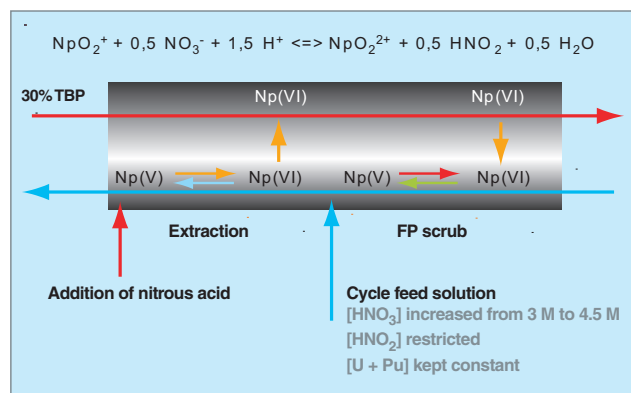 NpO₂⁺ + 0,5 NO₃⁻ + 1,5 H⁺ <=> NpO₂²⁺ + 0,5 HNO₂ + 0,5 H₂O
30% TBP
Np(VI) Np(VI)
Np(V) Np(VI) Np(V) Np(VI)
Extraction FP scrub
Addition of nitrous acid
Cycle feed solution
[HNO₃] increased from 3 M to 4.5 M
[HNO₂] restricted
[U + Pu] kept constant